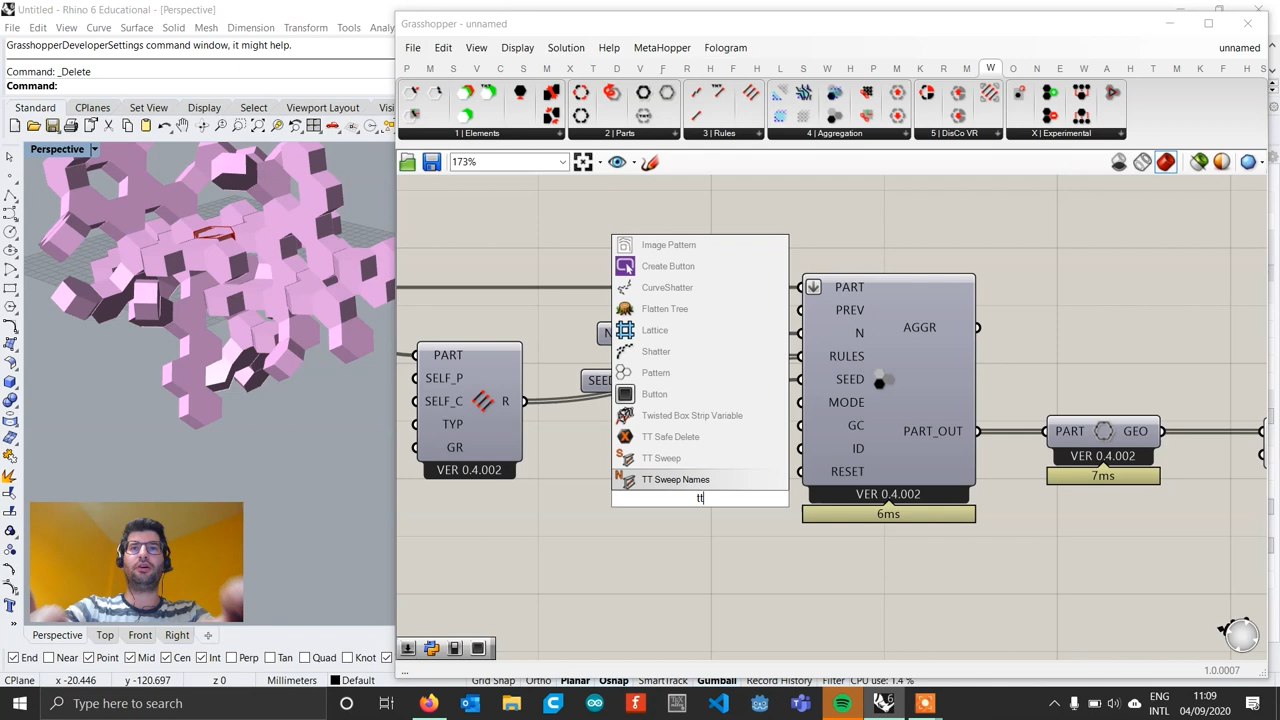 Untitled - Rhino 6 Educational - [Perspective]
File Edit View Curve Surface Solid Mesh Dimension Transform Tools Analy
GrasshopperDeveloperSettings command window, it might help.
Command: _Delete
Command:
Standard CPlanes Set View Display Select Viewport Layout Visi
Perspective
Grasshopper - unnamed
File Edit View Display Solution Help MetaHopper Fologram unnamed
P M S V C S M X T D V F R H R H E L S V B M A K U L R M W O N E W A C H S
1 | Elements 2 | Parts 3 | Rules 4 | Aggregation 5 | DisCo VR X | Experimental
173%
Image Pattern
Create Button
CurveShatter
Flatten Tree
Lattice
Shatter
Pattern
Button
Twisted Box Strip Variable
TT Safe Delete
TT Sweep
TT Sweep Names
tt
PART
SELF_P
SELF_C R
TYP
GR
VER 0.4.002
N
SEED
PART
PREV
N
RULES
SEED
MODE
GC
ID
RESET
AGGR
PART_OUT
VER 0.4.002
6ms
PART GEO
VER 0.4.002
7ms
1.0.0007
Perspective Top Front Right
End Near Point Mid Cen Int Perp Tan Quad Knot
CPlane x -20.446 y -120.697 z 0 Millimeters Default Grid Snap Ortho Planar Osnap SmartTrack Gumball Record History Filter CPU use: 1.4 %
Type here to search
ENG
INTL
11:09
04/09/2020